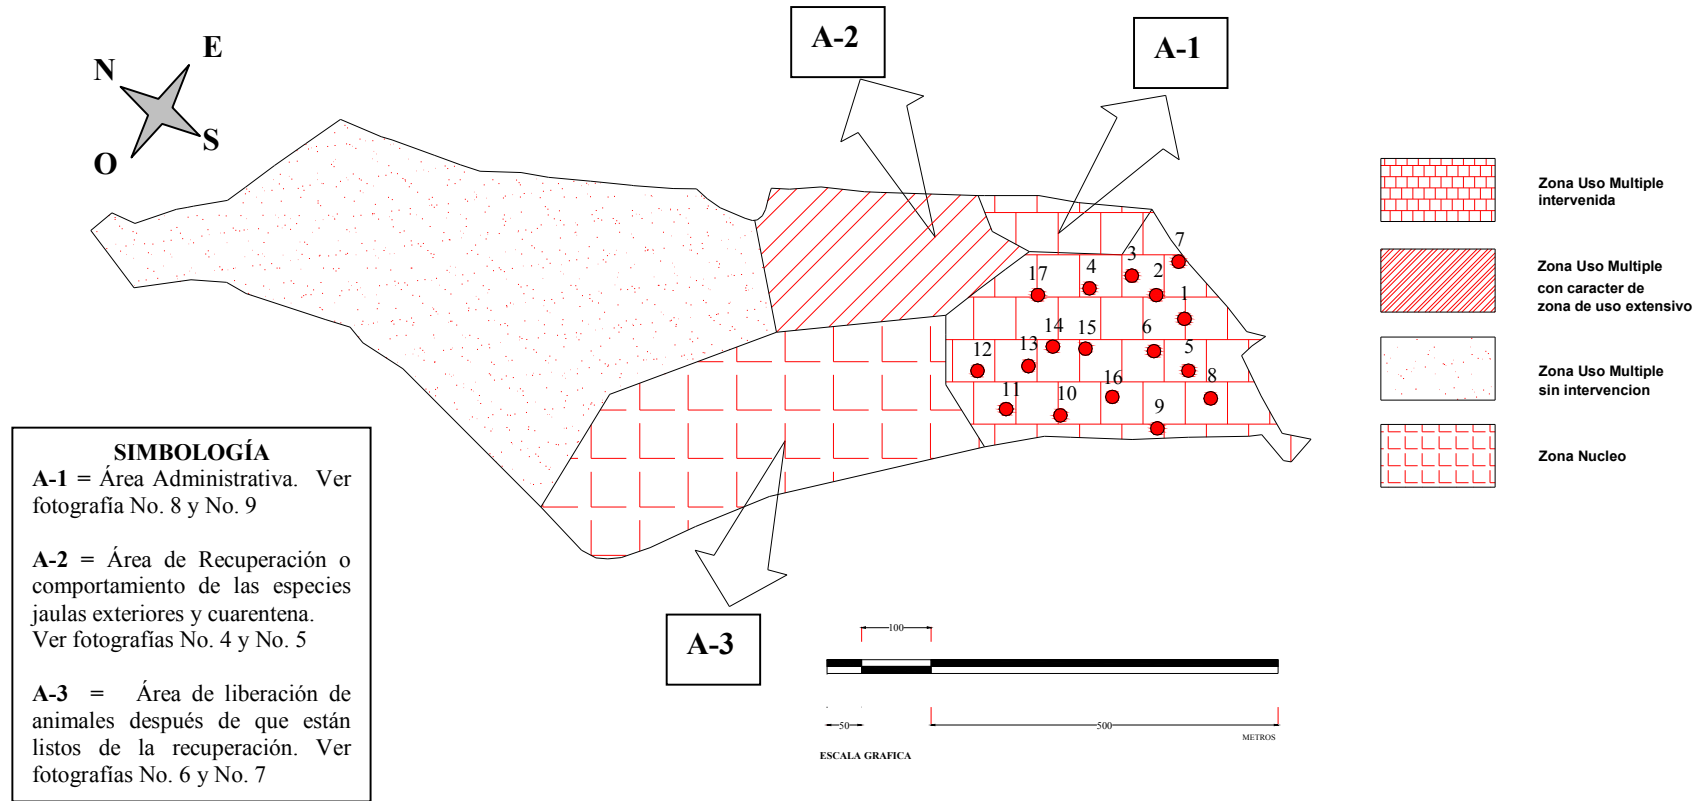 A-2
A-1
E
N
S
O
7
3
2
4
17
1
14
15
6
13
12
5
16
8
11
10
9
Zona Uso Multiple
intervenida
Zona Uso Multiple
con caracter de
zona de uso extensivo
Zona Uso Multiple
sin intervencion
Zona Nucleo
SIMBOLOGÍA
A-1 = Área Administrativa. Ver
fotografía No. 8 y No. 9
A-2 = Área de Recuperación o
comportamiento de las especies
jaulas exteriores y cuarentena.
Ver fotografías No. 4 y No. 5
A-3 = Área de liberación de
animales después de que están
listos de la recuperación. Ver
fotografías No. 6 y No. 7
A-3
100
50
500
METROS
ESCALA GRAFICA